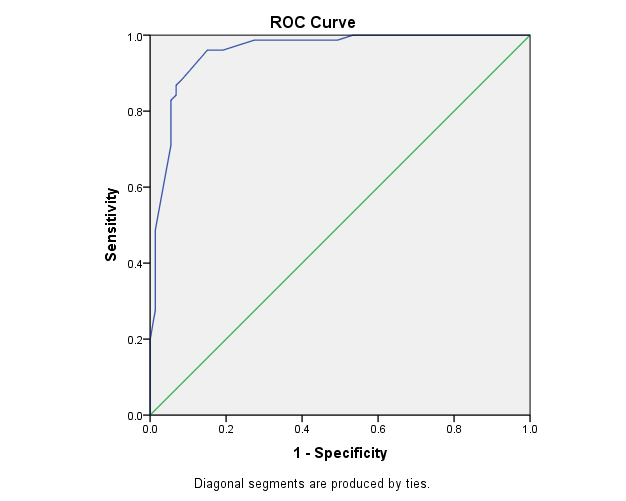 ROC Curve
1.0
0.8
0.6
0.4
0.2
0.0
Sensitivity
0.0 0.2 0.4 0.6 0.8 1.0
1 - Specificity
Diagonal segments are produced by ties.